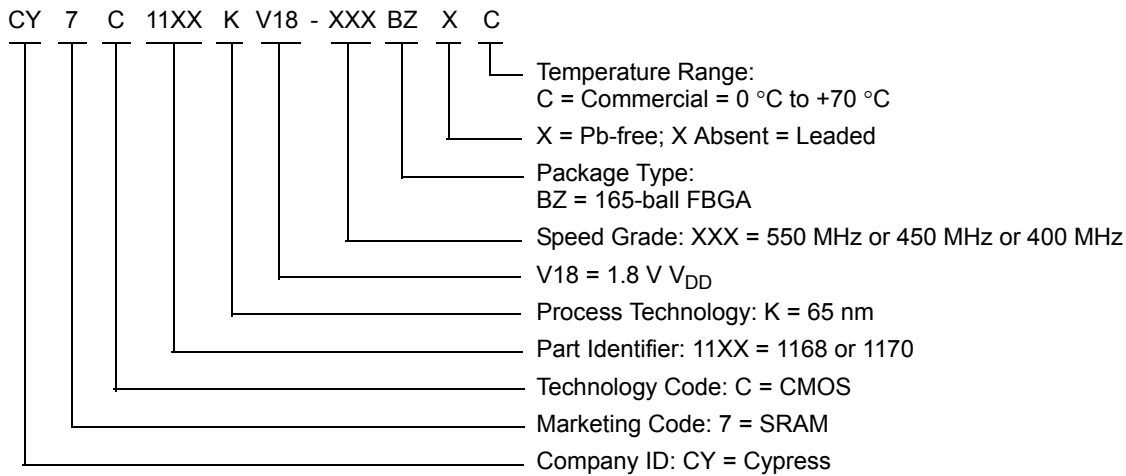 CY 7 C 11XX K V18 - XXX BZ X C
Temperature Range:
C = Commercial = 0 °C to +70 °C
X = Pb-free; X Absent = Leaded
Package Type:
BZ = 165-ball FBGA
Speed Grade: XXX = 550 MHz or 450 MHz or 400 MHz
V18 = 1.8 V VDD
Process Technology: K = 65 nm
Part Identifier: 11XX = 1168 or 1170
Technology Code: C = CMOS
Marketing Code: 7 = SRAM
Company ID: CY = Cypress